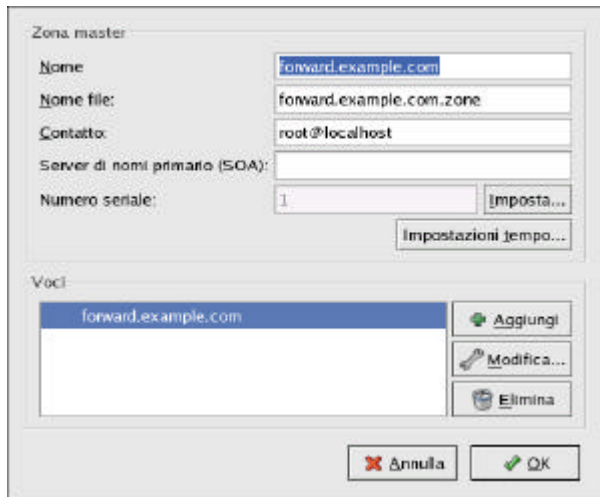 Zona master
Nome forward.example.com
Nome file: forward.example.com.zone
Contatto: root@localhost
Server di nomi primario (SOA):
Numero seriale: 1 Imposta...
Impostazioni tempo...
Voci
forward.example.com
Aggiungi
Modifica...
Elimina
Annulla OK